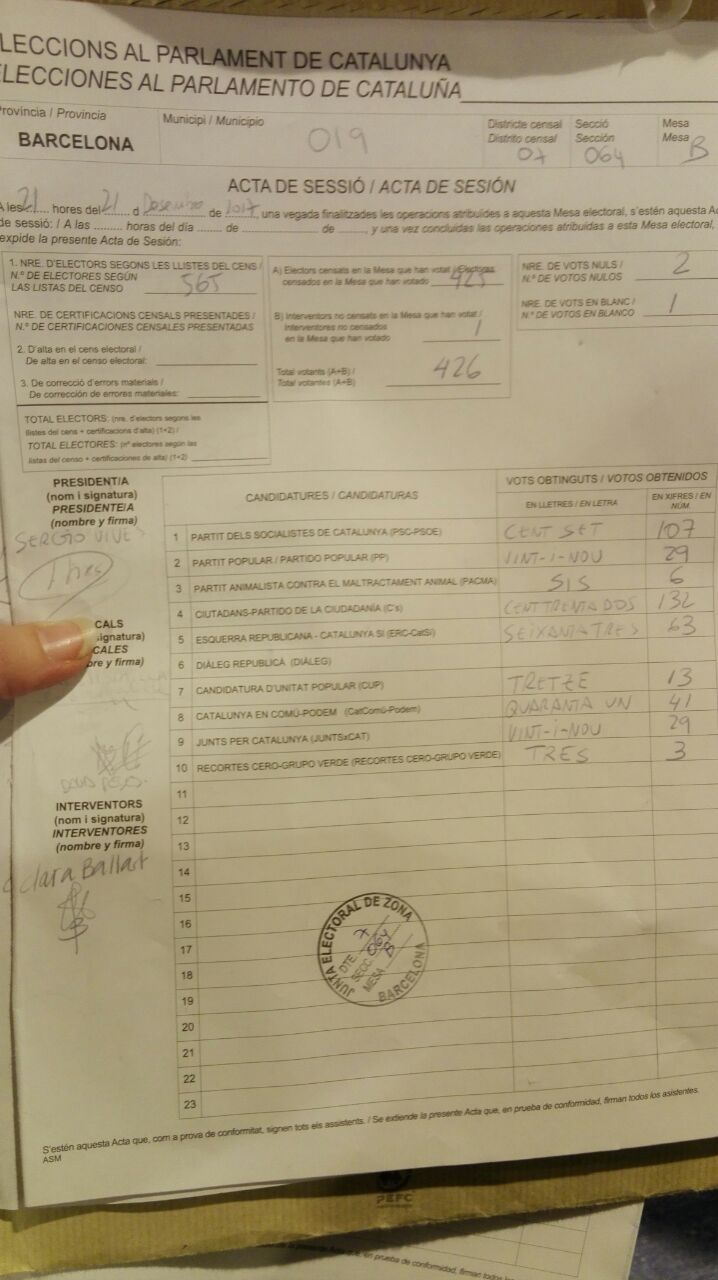 LECCIONS AL PARLAMENT DE CATALUNYA
ELECCIONES AL PARLAMENTO DE CATALUÑA
Província / Provincia
BARCELONA
Municipi / Municipio
019
Districte censal
Distrito censal
07
Secció
Sección
064
Mesa
Mesa
B
ACTA DE SESSIÓ / ACTA DE SESIÓN
A les 21 hores del 21 d Desembre de 2017, una vegada finalitzades les operacions atribuïdes a aquesta Mesa electoral, s'estén aquesta Ac
de sessió: / A las ......... horas del día ....... de .................... de ......, y una vez concluidas las operaciones atribuidas a esta Mesa electoral,
expide la presente Acta de Sesión:
1. NRE. D'ELECTORS SEGONS LES LLISTES DEL CENS /
N.º DE ELECTORES SEGÚN
LAS LISTAS DEL CENSO 565
NRE. DE CERTIFICACIONS CENSALS PRESENTADES /
N.º DE CERTIFICACIONES CENSALES PRESENTADAS
2. D'alta en el cens electoral /
De alta en el censo electoral:
3. De correcció d'errors materials /
De corrección de errores materiales:
TOTAL ELECTORS: (nre. d'electors segons les
llistes del cens + certificacions d'alta) (1+2) /
TOTAL ELECTORES: (nº electores según las
listas del censo + certificaciones de alta) (1+2)
A) Electors censats en la Mesa que han votat / Electores
censados en la Mesa que han votado 425
B) Interventors no censats en la Mesa que han votat /
Interventores no censados
en la Mesa que han votado 1
Total votants (A+B) /
Total votantes (A+B) 426
NRE. DE VOTS NULS /
N.º DE VOTOS NULOS 2
NRE. DE VOTS EN BLANC /
N.º DE VOTOS EN BLANCO 1
PRESIDENT/A
(nom i signatura)
PRESIDENTE/A
(nombre y firma)
SERGIO VIVES
CALS
signatura)
CALES
bre y firma)
INTERVENTORS
(nom i signatura)
INTERVENTORES
(nombre y firma)
Clara Ballart
CANDIDATURES / CANDIDATURAS
VOTS OBTINGUTS / VOTOS OBTENIDOS
EN LLETRES / EN LETRA
EN XIFRES / EN NÚM.
1 PARTIT DELS SOCIALISTES DE CATALUNYA (PSC-PSOE) CENT SET 107
2 PARTIT POPULAR / PARTIDO POPULAR (PP) VINT-I-NOU 29
3 PARTIT ANIMALISTA CONTRA EL MALTRACTAMENT ANIMAL (PACMA) SIS 6
4 CIUTADANS-PARTIDO DE LA CIUDADANÍA (C's) CENT TRENTA DOS 132
5 ESQUERRA REPUBLICANA - CATALUNYA SÍ (ERC-CatSí) SEIXANTA TRES 63
6 DIÀLEG REPUBLICÀ (DIÀLEG)
7 CANDIDATURA D'UNITAT POPULAR (CUP) TRETZE 13
8 CATALUNYA EN COMÚ-PODEM (CatComú-Podem) QUARANTA UN 41
9 JUNTS PER CATALUNYA (JUNTSxCAT) VINT-I-NOU 29
10 RECORTES CERO-GRUPO VERDE (RECORTES CERO-GRUPO VERDE) TRES 3
11
12
13
14
15
16
17
18
19
20
21
22
23
JUNTA ELECTORAL DE ZONA
DTE. 7
SECC. 064
MESA B
BARCELONA
S'estén aquesta Acta que, com a prova de conformitat, signen tots els assistents. / Se extiende la presente Acta que, en prueba de conformidad, firman todos los asistentes.
ASM
PEFC